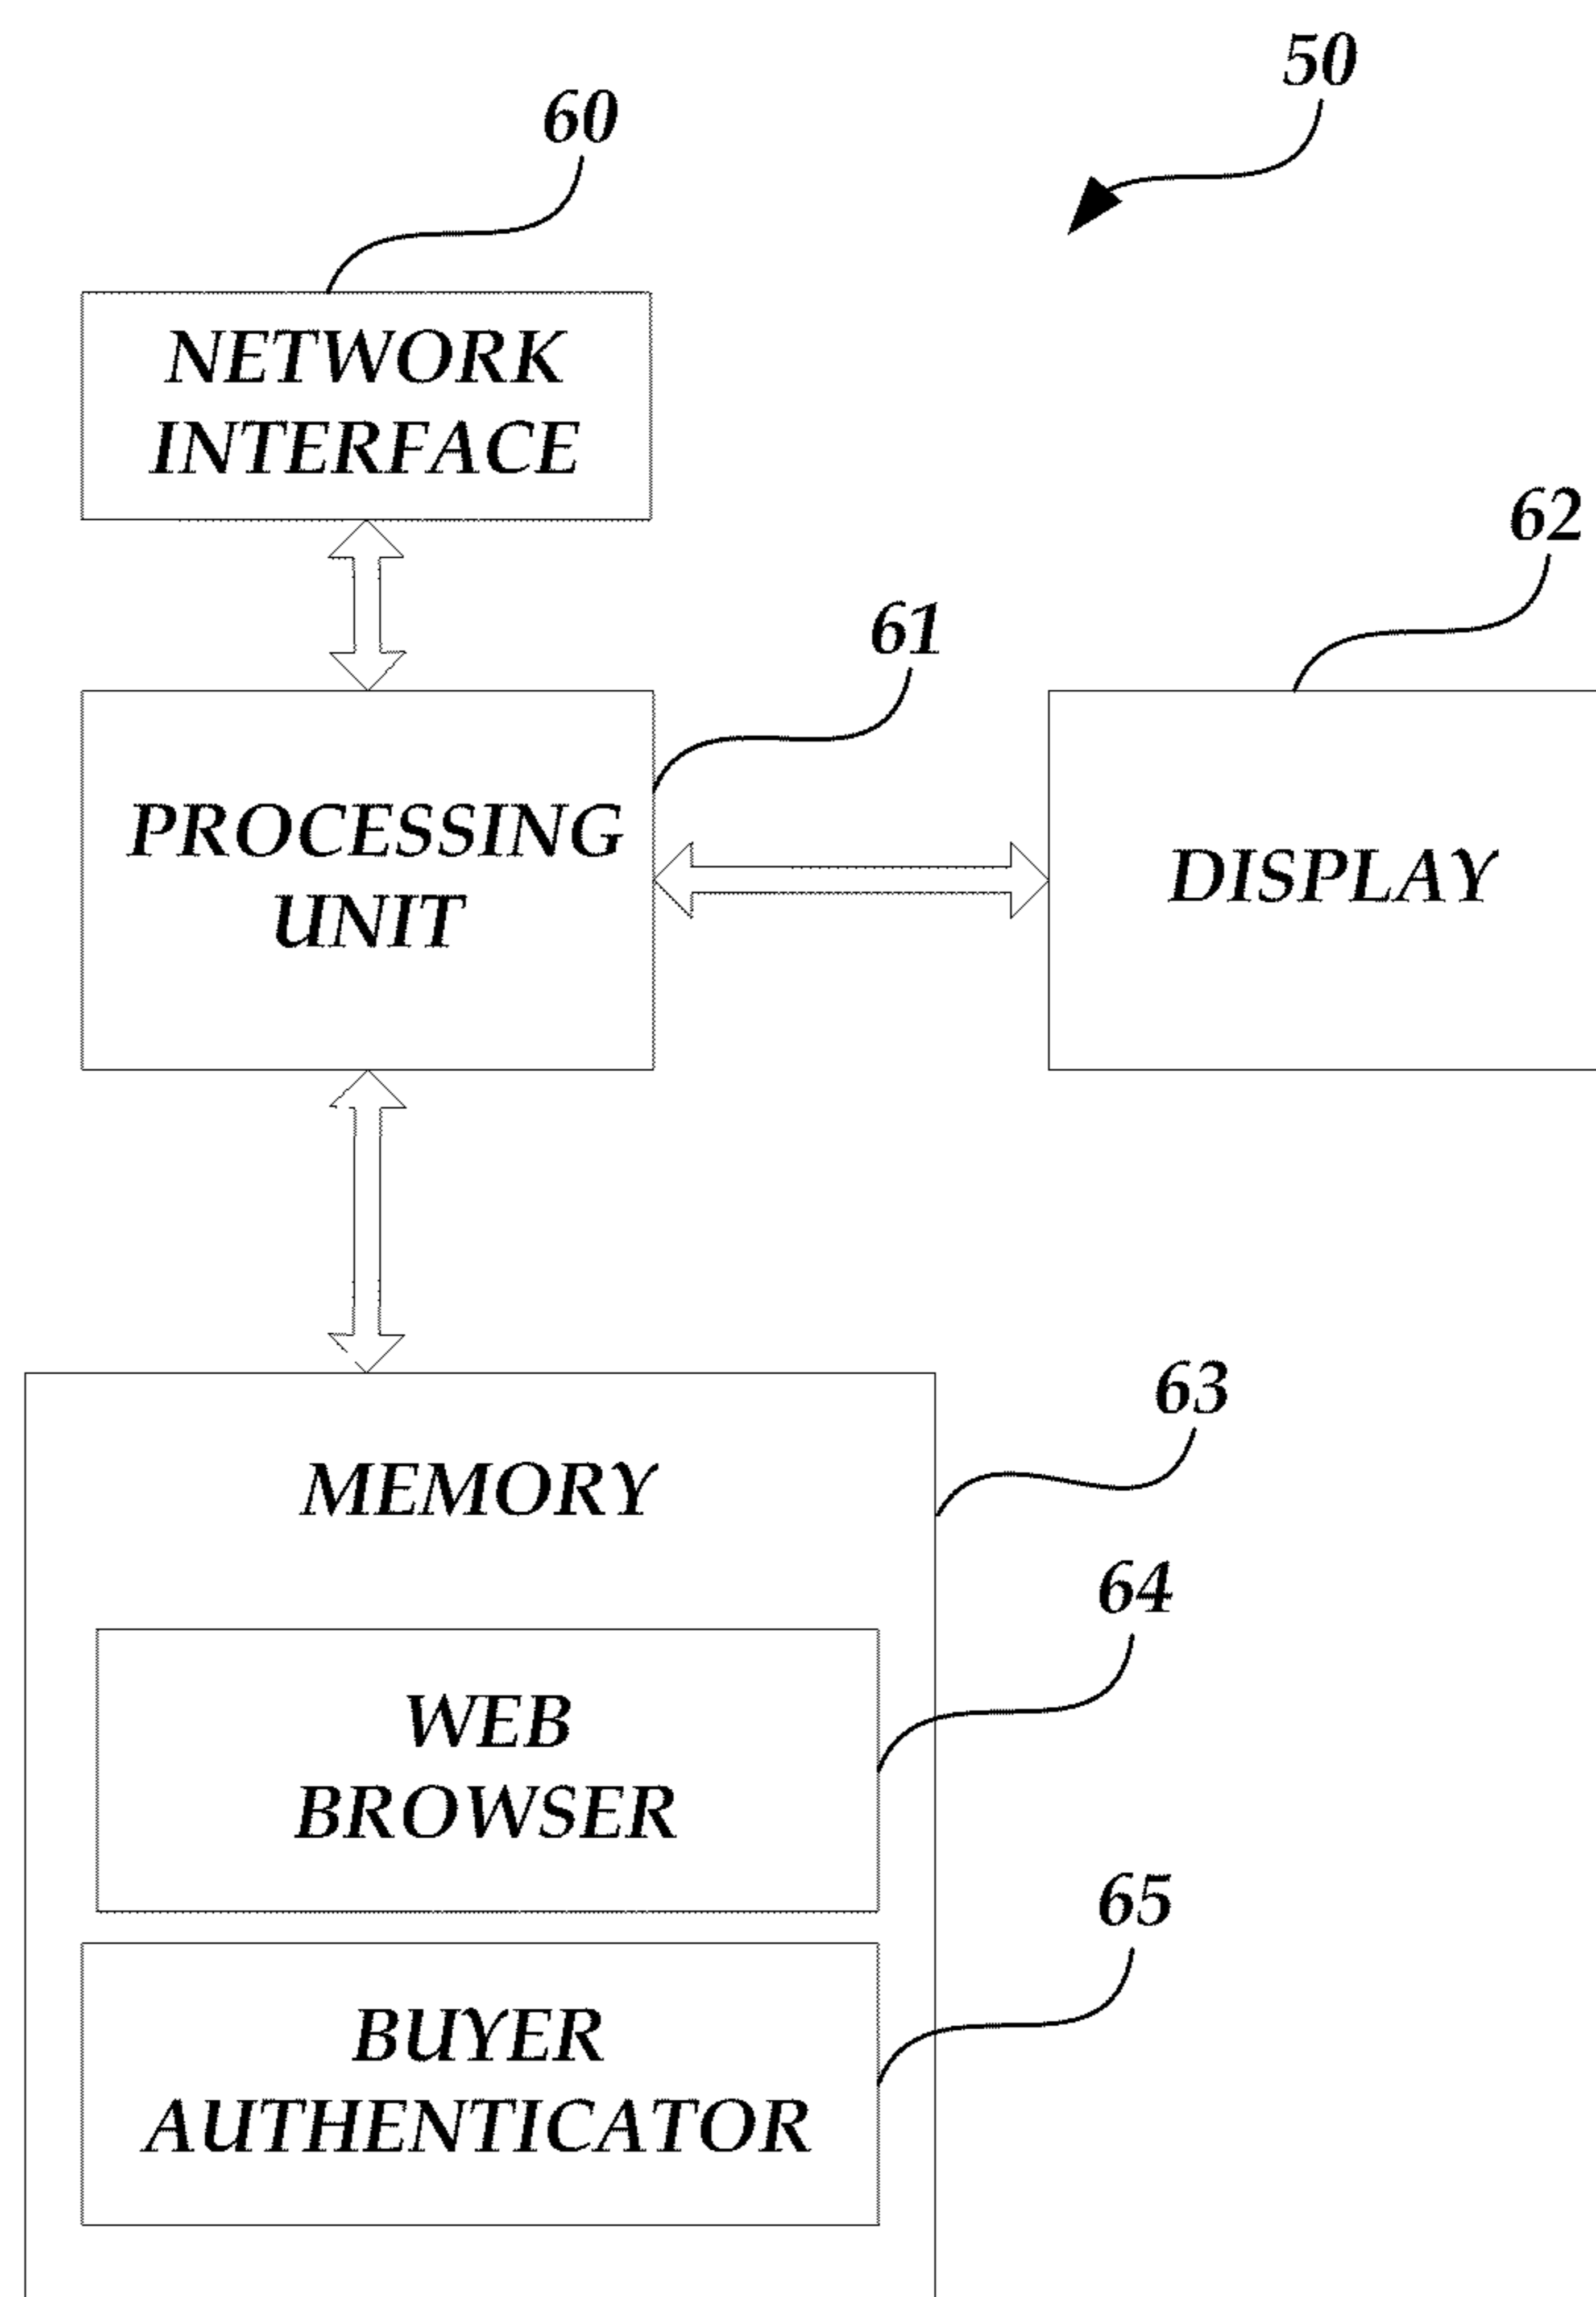 50
60
NETWORK
INTERFACE
62
61
PROCESSING
UNIT
DISPLAY
63
MEMORY
64
WEB
BROWSER
65
BUYER
AUTHENTICATOR